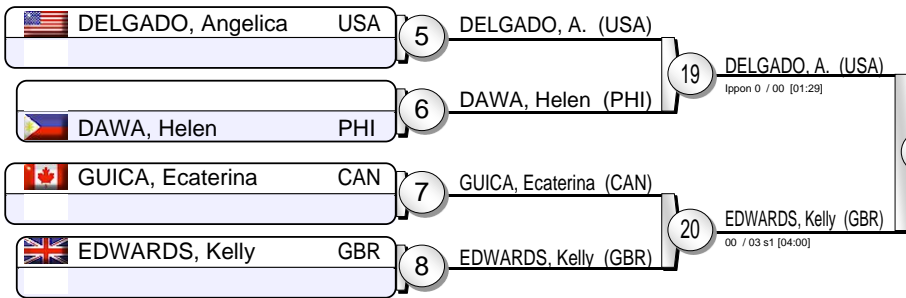 DELGADO, Angelica USA
5
DELGADO, A. (USA)
19
DELGADO, A. (USA)
Ippon 0 / 00 [01:29]
6
DAWA, Helen (PHI)
DAWA, Helen PHI
GUICA, Ecaterina CAN
7
GUICA, Ecaterina (CAN)
20
EDWARDS, Kelly (GBR)
00 / 03 s1 [04:00]
EDWARDS, Kelly GBR
8
EDWARDS, Kelly (GBR)